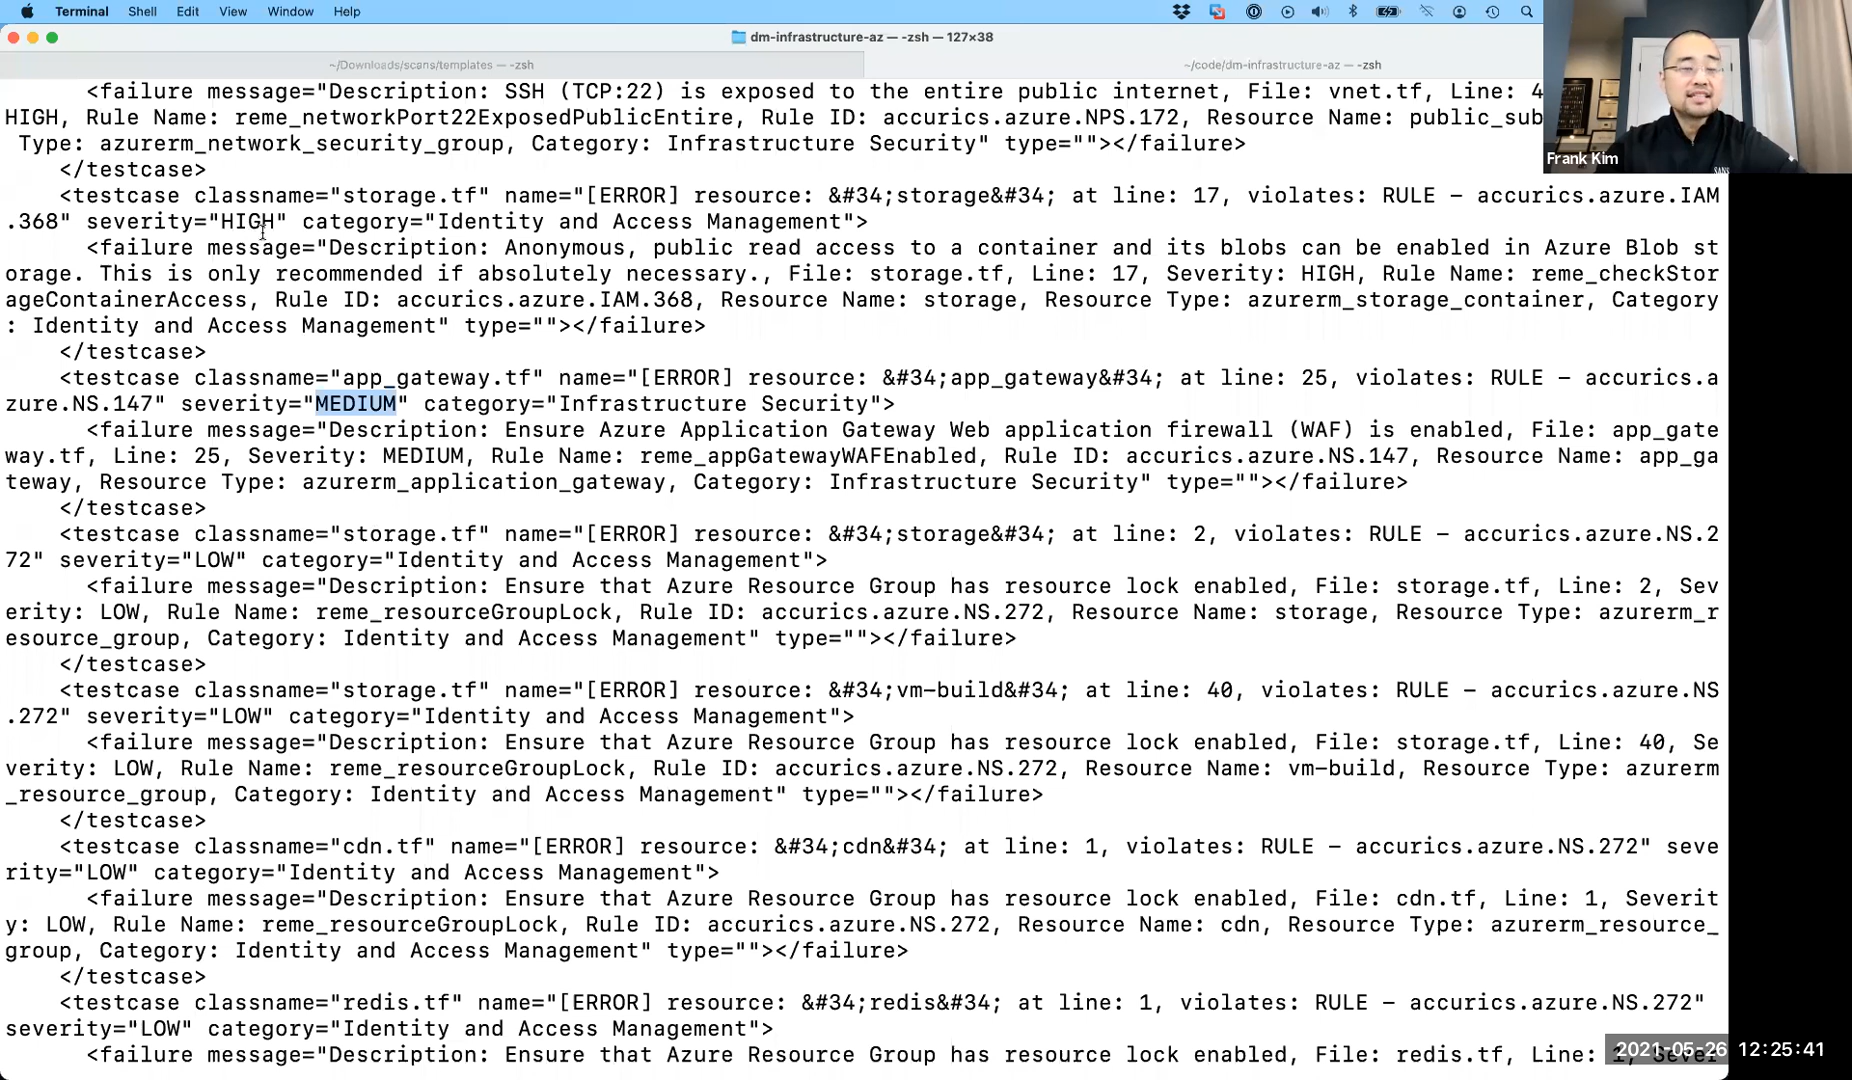 Terminal Shell Edit View Window Help
dm-infrastructure-az — -zsh — 127×38
~/Downloads/scans/templates — -zsh ~/code/dm-infrastructure-az — -zsh
<failure message="Description: SSH (TCP:22) is exposed to the entire public internet, File: vnet.tf, Line: 4
HIGH, Rule Name: reme_networkPort22ExposedPublicEntire, Rule ID: accurics.azure.NPS.172, Resource Name: public_sub
Type: azurerm_network_security_group, Category: Infrastructure Security" type=""></failure>
</testcase>
<testcase classname="storage.tf" name="[ERROR] resource: &#34;storage&#34; at line: 17, violates: RULE - accurics.azure.IAM
.368" severity="HIGH" category="Identity and Access Management">
<failure message="Description: Anonymous, public read access to a container and its blobs can be enabled in Azure Blob st
orage. This is only recommended if absolutely necessary., File: storage.tf, Line: 17, Severity: HIGH, Rule Name: reme_checkStor
ageContainerAccess, Rule ID: accurics.azure.IAM.368, Resource Name: storage, Resource Type: azurerm_storage_container, Category
: Identity and Access Management" type=""></failure>
</testcase>
<testcase classname="app_gateway.tf" name="[ERROR] resource: &#34;app_gateway&#34; at line: 25, violates: RULE - accurics.a
zure.NS.147" severity="MEDIUM" category="Infrastructure Security">
<failure message="Description: Ensure Azure Application Gateway Web application firewall (WAF) is enabled, File: app_gate
way.tf, Line: 25, Severity: MEDIUM, Rule Name: reme_appGatewayWAFEnabled, Rule ID: accurics.azure.NS.147, Resource Name: app_ga
teway, Resource Type: azurerm_application_gateway, Category: Infrastructure Security" type=""></failure>
</testcase>
<testcase classname="storage.tf" name="[ERROR] resource: &#34;storage&#34; at line: 2, violates: RULE - accurics.azure.NS.2
72" severity="LOW" category="Identity and Access Management">
<failure message="Description: Ensure that Azure Resource Group has resource lock enabled, File: storage.tf, Line: 2, Sev
erity: LOW, Rule Name: reme_resourceGroupLock, Rule ID: accurics.azure.NS.272, Resource Name: storage, Resource Type: azurerm_r
esource_group, Category: Identity and Access Management" type=""></failure>
</testcase>
<testcase classname="storage.tf" name="[ERROR] resource: &#34;vm-build&#34; at line: 40, violates: RULE - accurics.azure.NS
.272" severity="LOW" category="Identity and Access Management">
<failure message="Description: Ensure that Azure Resource Group has resource lock enabled, File: storage.tf, Line: 40, Se
verity: LOW, Rule Name: reme_resourceGroupLock, Rule ID: accurics.azure.NS.272, Resource Name: vm-build, Resource Type: azurerm
_resource_group, Category: Identity and Access Management" type=""></failure>
</testcase>
<testcase classname="cdn.tf" name="[ERROR] resource: &#34;cdn&#34; at line: 1, violates: RULE - accurics.azure.NS.272" seve
rity="LOW" category="Identity and Access Management">
<failure message="Description: Ensure that Azure Resource Group has resource lock enabled, File: cdn.tf, Line: 1, Severit
y: LOW, Rule Name: reme_resourceGroupLock, Rule ID: accurics.azure.NS.272, Resource Name: cdn, Resource Type: azurerm_resource_
group, Category: Identity and Access Management" type=""></failure>
</testcase>
<testcase classname="redis.tf" name="[ERROR] resource: &#34;redis&#34; at line: 1, violates: RULE - accurics.azure.NS.272"
severity="LOW" category="Identity and Access Management">
<failure message="Description: Ensure that Azure Resource Group has resource lock enabled, File: redis.tf, Line: 1, Sever
Frank Kim
SANS
2021-05-26 12:25:41